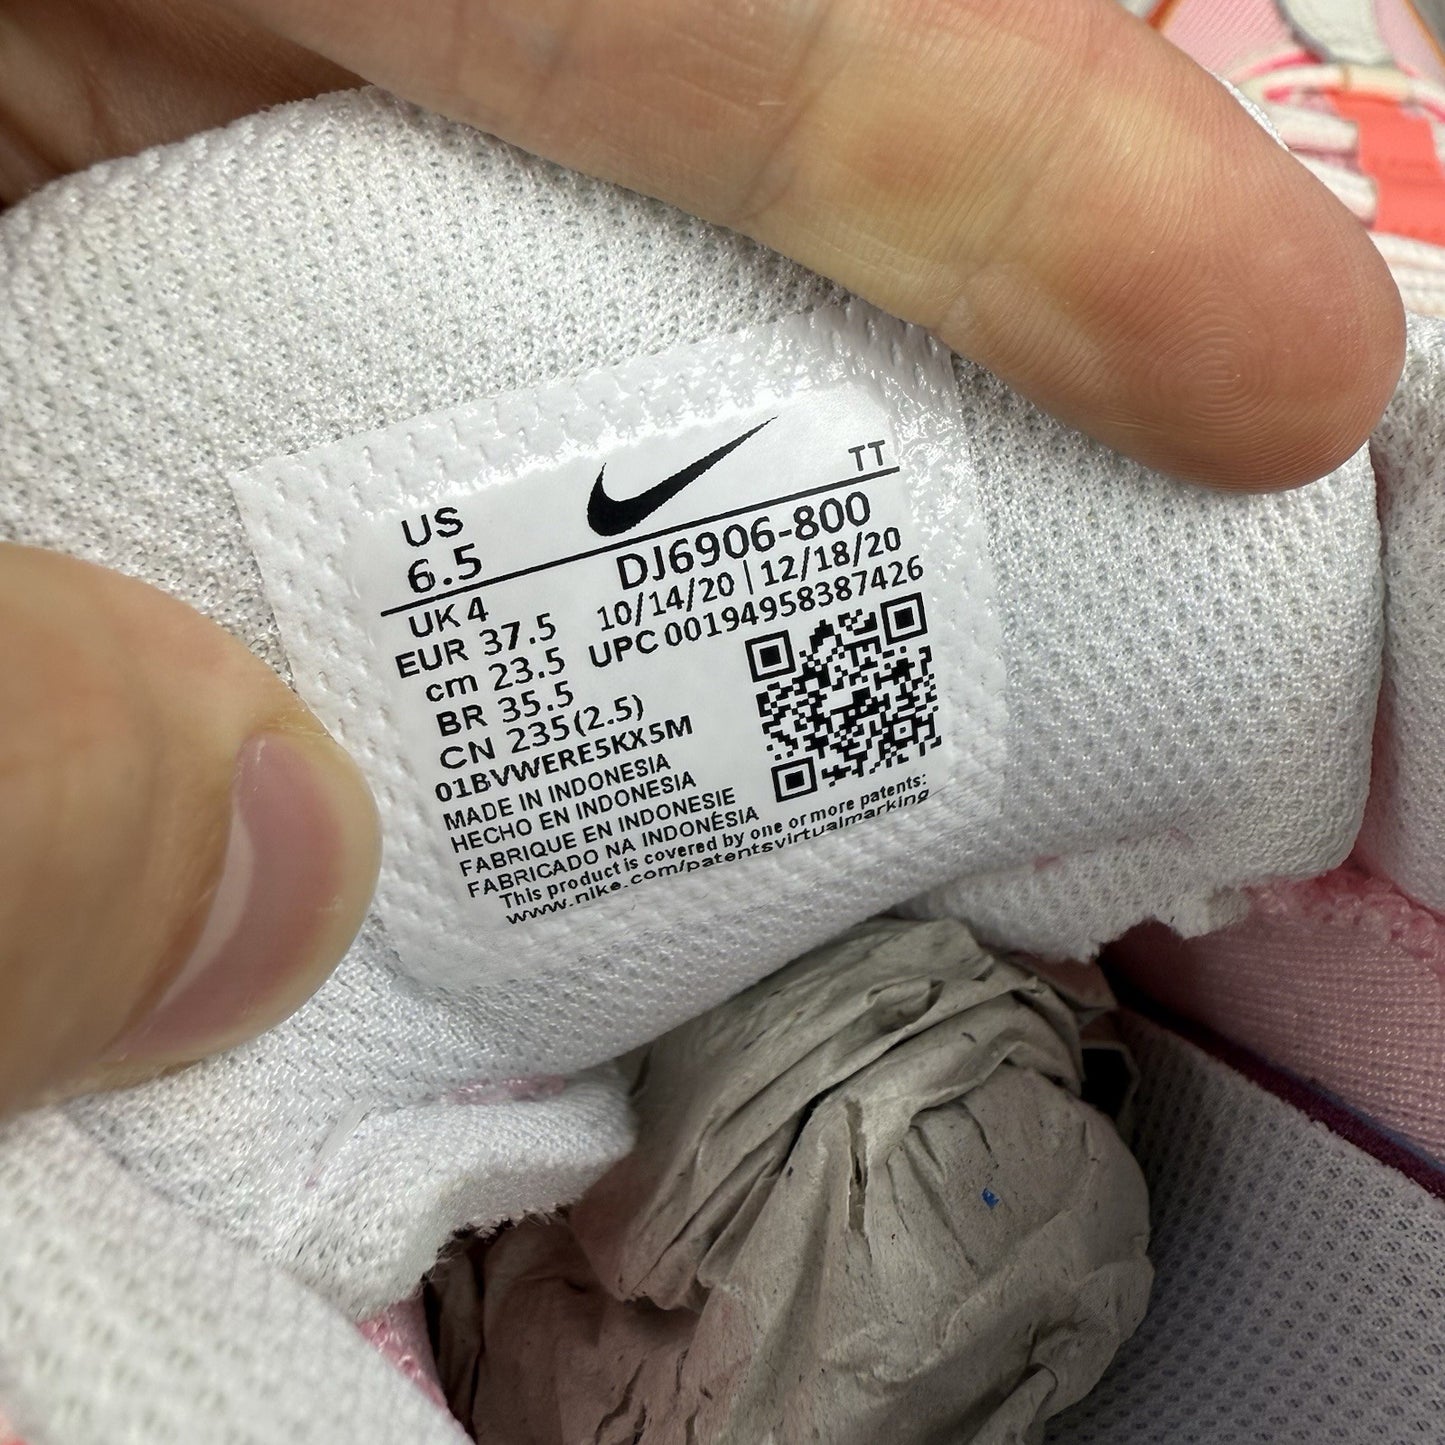 TT
US
6.5
DJ6906-800
UK 4
10/14/20 | 12/18/20
EUR 37.5
UPC 00194958387426
cm 23.5
BR 35.5
CN 235(2.5)
01BVWERE5KX5M
MADE IN INDONESIA
HECHO EN INDONESIA
FABRIQUE EN INDONESIE
FABRICADO NA INDONÉSIA
This product is covered by one or more patents:
www.nike.com/patentsvirtualmarking